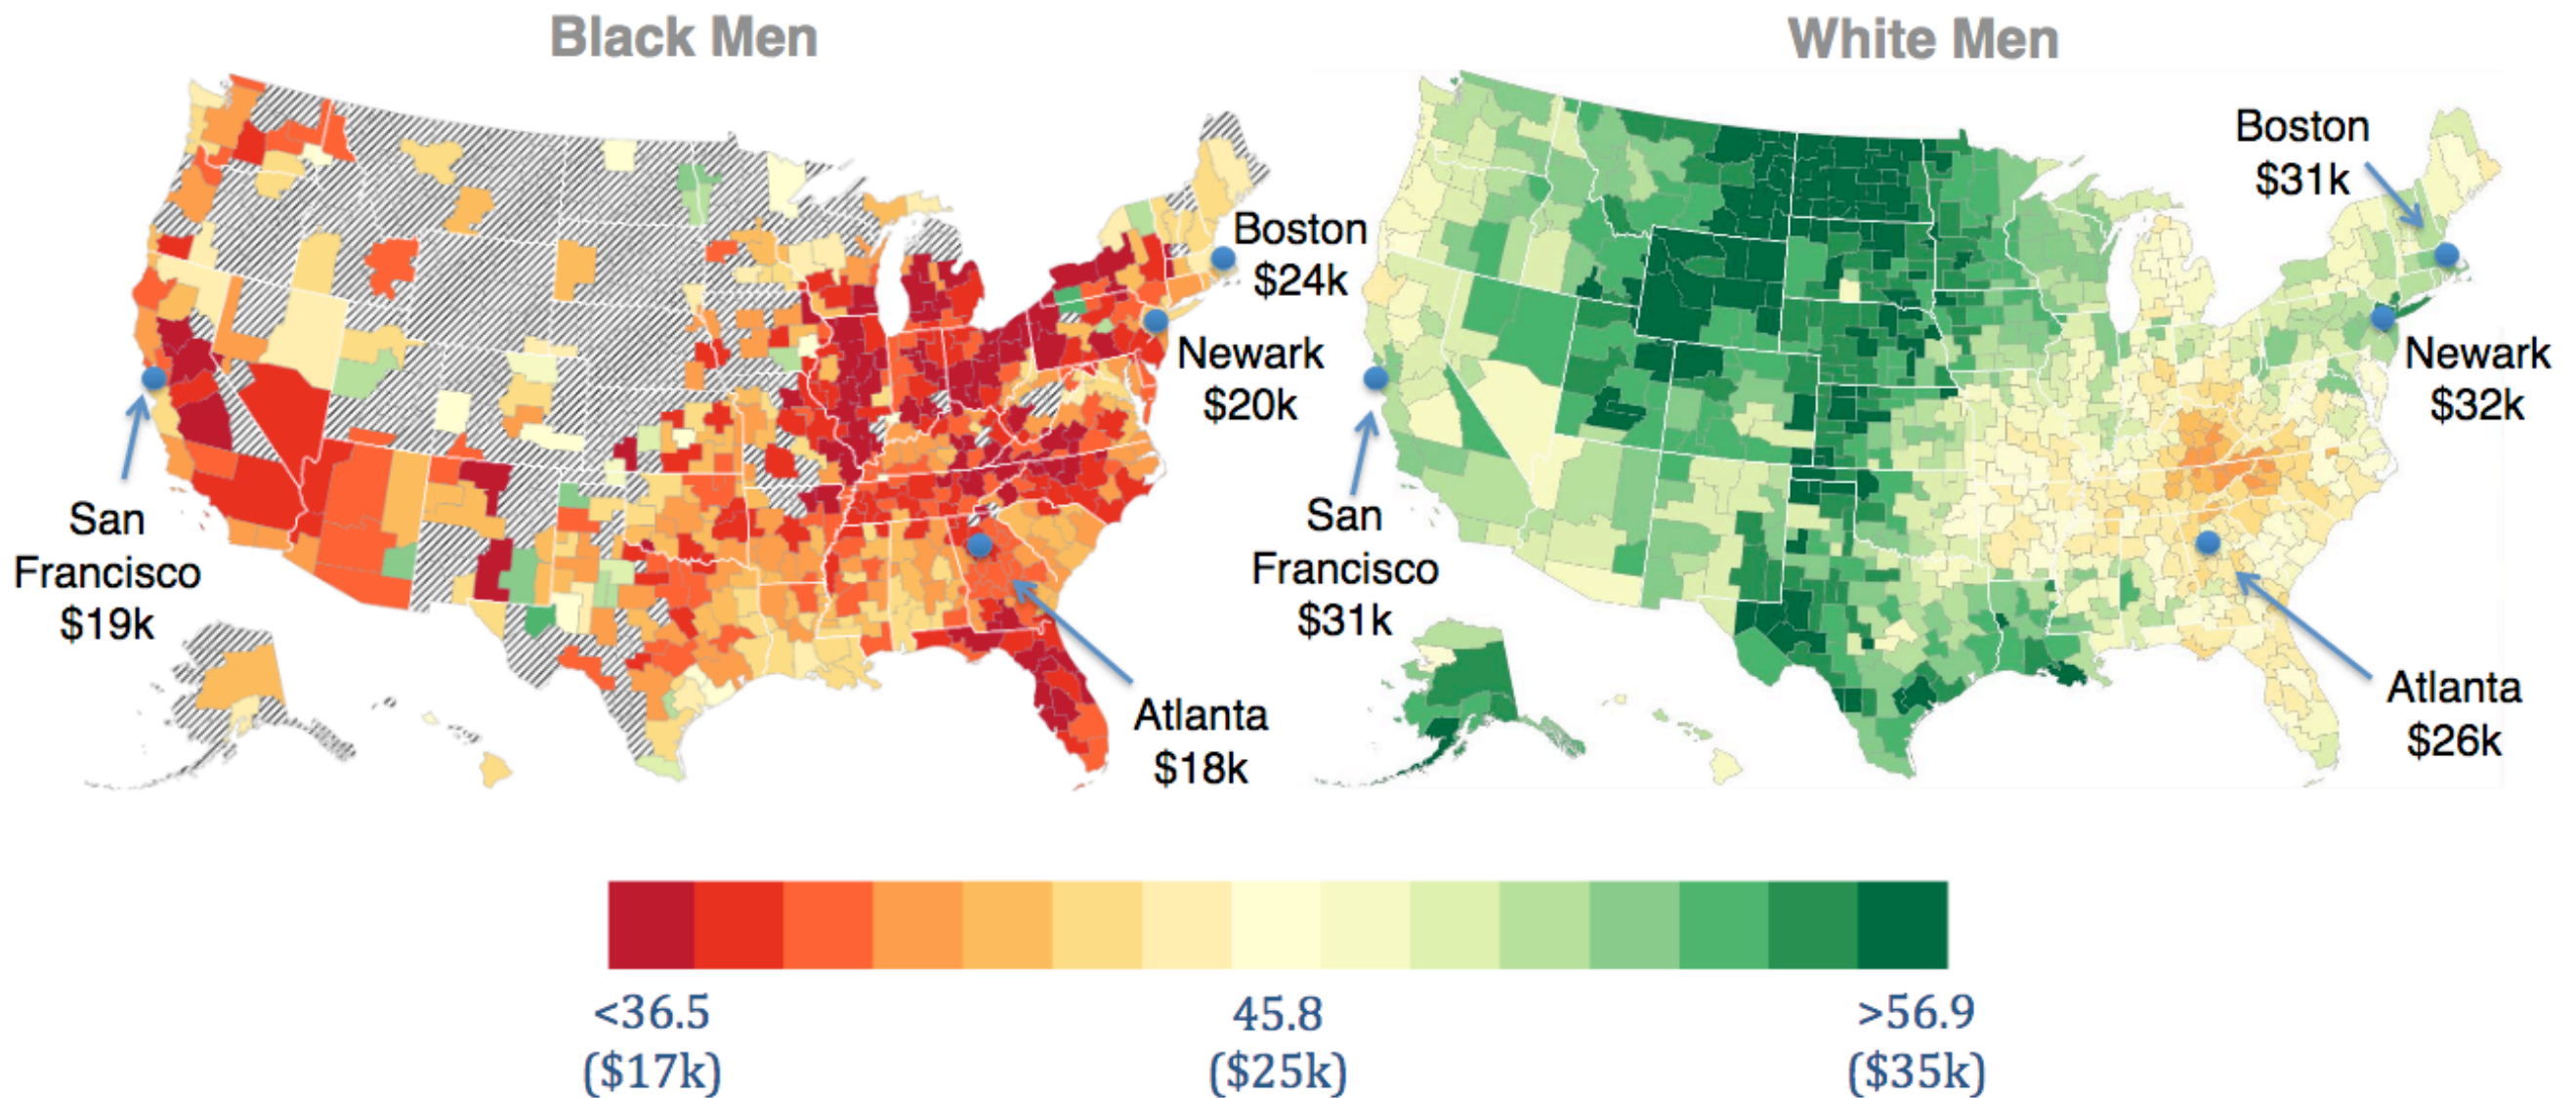 Black Men
White Men
Boston
$24k
Newark
$20k
San
Francisco
$19k
Atlanta
$18k
Boston
$31k
Newark
$32k
San
Francisco
$31k
Atlanta
$26k
<36.5
($17k)
45.8
($25k)
>56.9
($35k)